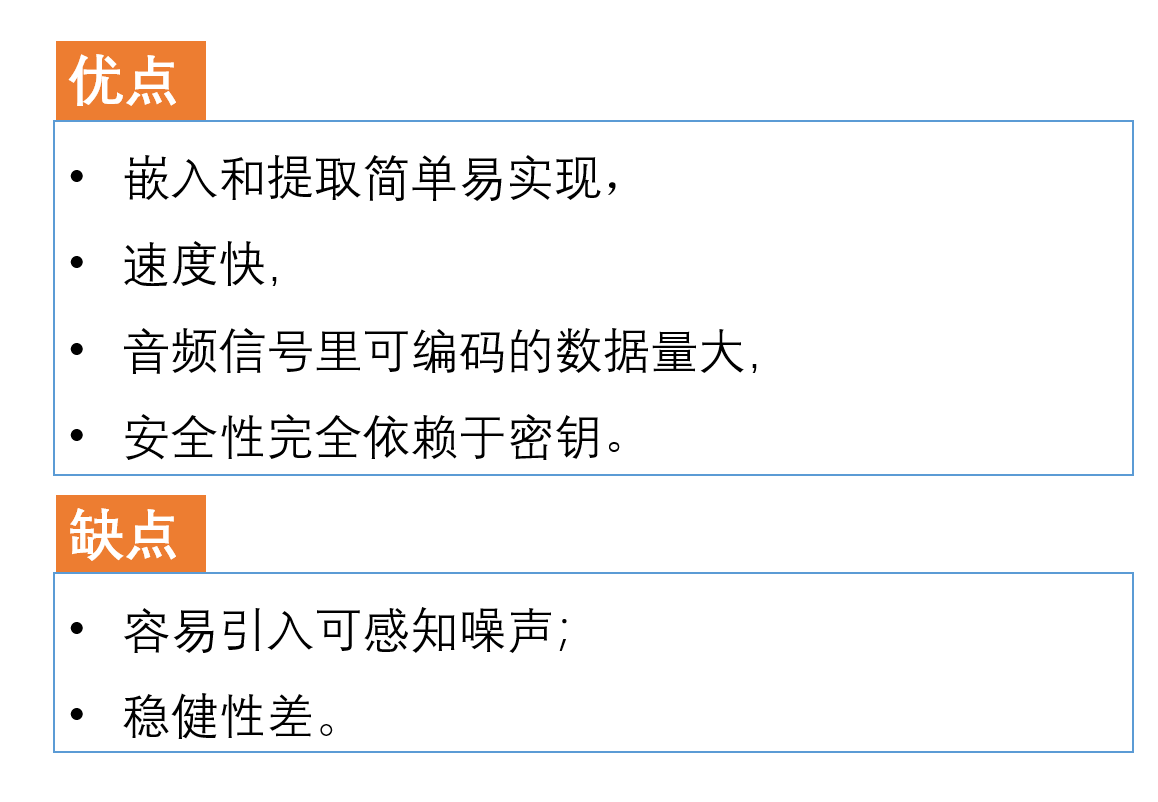 优点
• 嵌入和提取简单易实现，
• 速度快,
• 音频信号里可编码的数据量大,
• 安全性完全依赖于密钥。
缺点
• 容易引入可感知噪声;
• 稳健性差。